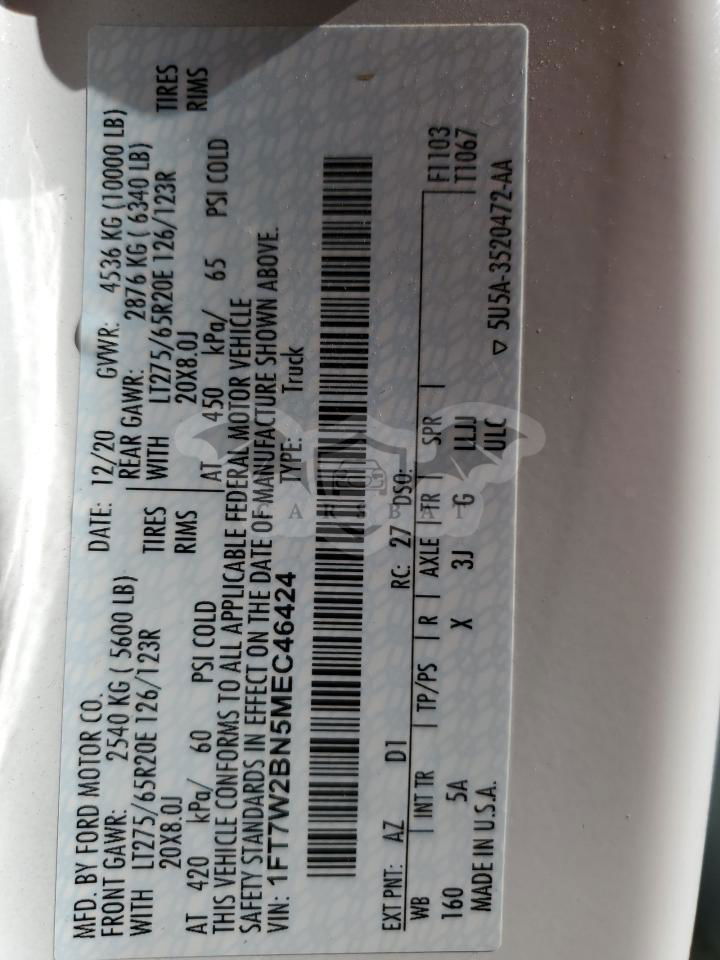 MFD. BY FORD MOTOR CO.
DATE: 12/20 GVWR: 4536 KG (10000 LB)
FRONT GAWR: 2540 KG ( 5600 LB)
REAR GAWR: 2876 KG ( 6340 LB)
WITH LT275/65R20E 126/123R TIRES
WITH LT275/65R20E 126/123R TIRES
20X8.0J RIMS
20X8.0J RIMS
AT 420 kPa/ 60 PSI COLD
AT 450 kPa/ 65 PSI COLD
THIS VEHICLE CONFORMS TO ALL APPLICABLE FEDERAL MOTOR VEHICLE
SAFETY STANDARDS IN EFFECT ON THE DATE OF MANUFACTURE SHOWN ABOVE.
VIN: 1FT7W2BN5MEC46424 TYPE: Truck
EXT PNT: AZ D1 RC: 27 DSO:
WB INT TR TP/PS R AXLE TR SPR F1103
160 5A X 3J G LLJJ T1067
ULC
MADE IN U.S.A. ▽ 5U5A-3520472-AA
CARSBAT